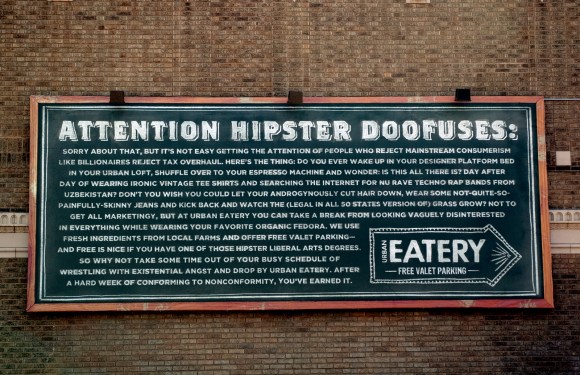 ATTENTION HIPSTER DOOFUSES:
SORRY ABOUT THAT, BUT IT'S NOT EASY GETTING THE ATTENTION OF PEOPLE WHO REJECT MAINSTREAM CONSUMERISM
LIKE BILLIONAIRES REJECT TAX OVERHAUL. HERE'S THE THING: DO YOU EVER WAKE UP IN YOUR DESIGNER PLATFORM BED
IN YOUR URBAN LOFT, SHUFFLE OVER TO YOUR ESPRESSO MACHINE AND WONDER: IS THIS ALL THERE IS? DAY AFTER
DAY OF WEARING IRONIC VINTAGE TEE SHIRTS AND SEARCHING THE INTERNET FOR NU RAVE TECHNO RAP BANDS FROM
UZBEKISTAN? DON'T YOU WISH YOU COULD LET YOUR ANDROGYNOUSLY CUT HAIR DOWN, WEAR SOME NOT-QUITE-SO-
PAINFULLY-SKINNY JEANS AND KICK BACK AND WATCH THE (LEGAL IN ALL 50 STATES VERSION OF) GRASS GROW? NOT TO
GET ALL MARKETINGY, BUT AT URBAN EATERY YOU CAN TAKE A BREAK FROM LOOKING VAGUELY DISINTERESTED
IN EVERYTHING WHILE WEARING YOUR FAVORITE ORGANIC FEDORA. WE USE
FRESH INGREDIENTS FROM LOCAL FARMS AND OFFER FREE VALET PARKING—
AND FREE IS NICE IF YOU HAVE ONE OF THOSE HIPSTER LIBERAL ARTS DEGREES.
SO WHY NOT TAKE SOME TIME OUT OF YOUR BUSY SCHEDULE OF
WRESTLING WITH EXISTENTIAL ANGST AND DROP BY URBAN EATERY. AFTER
A HARD WEEK OF CONFORMING TO NONCONFORMITY, YOU'VE EARNED IT.
URBAN
EATERY
— FREE VALET PARKING —